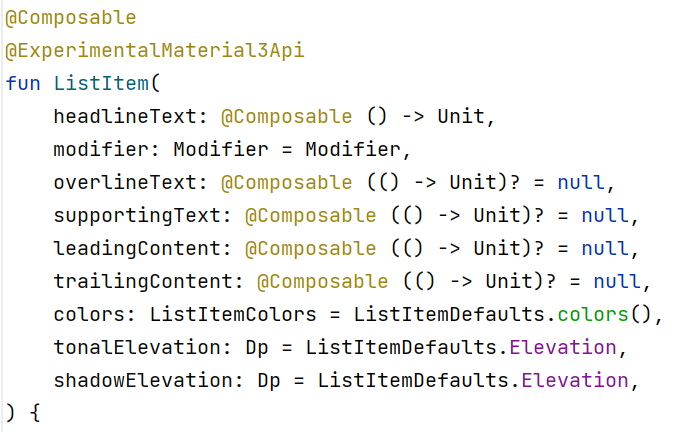 @Composable
@ExperimentalMaterial3Api
fun ListItem(
    headlineText: @Composable () -> Unit,
    modifier: Modifier = Modifier,
    overlineText: @Composable (() -> Unit)? = null,
    supportingText: @Composable (() -> Unit)? = null,
    leadingContent: @Composable (() -> Unit)? = null,
    trailingContent: @Composable (() -> Unit)? = null,
    colors: ListItemColors = ListItemDefaults.colors(),
    tonalElevation: Dp = ListItemDefaults.Elevation,
    shadowElevation: Dp = ListItemDefaults.Elevation,
) {